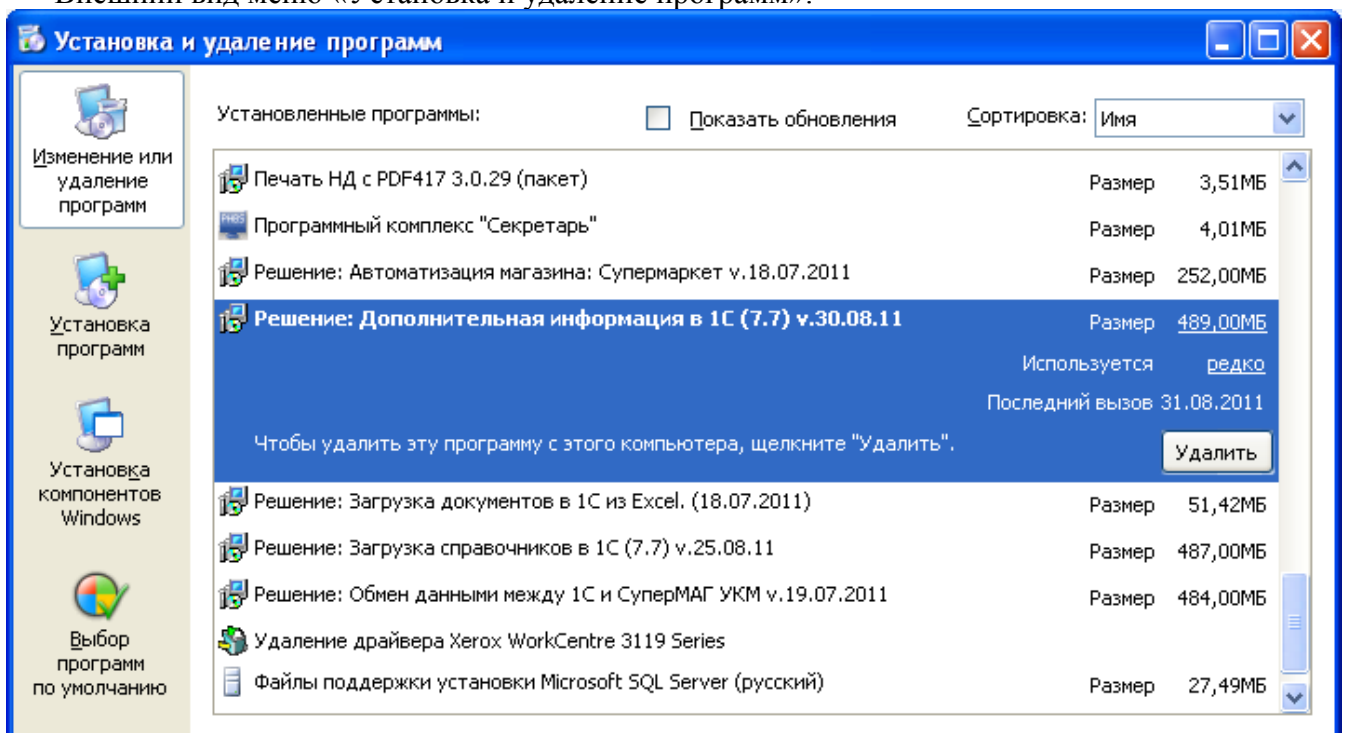 Внешний вид меню «Установка и удаление программ».
Установка и удаление программ
Изменение или
удаление
программ
Установка
программ
Установка
компонентов
Windows
Выбор
программ
по умолчанию
Установленные программы: Показать обновления Сортировка: Имя
Печать НД с PDF417 3.0.29 (пакет) Размер 3,51МБ
Программный комплекс "Секретарь" Размер 4,01МБ
Решение: Автоматизация магазина: Супермаркет v.18.07.2011 Размер 252,00МБ
Решение: Дополнительная информация в 1С (7.7) v.30.08.11 Размер 489,00МБ
Используется редко
Последний вызов 31.08.2011
Чтобы удалить эту программу с этого компьютера, щелкните "Удалить". Удалить
Решение: Загрузка документов в 1С из Excel. (18.07.2011) Размер 51,42МБ
Решение: Загрузка справочников в 1С (7.7) v.25.08.11 Размер 487,00МБ
Решение: Обмен данными между 1С и СуперМАГ УКМ v.19.07.2011 Размер 484,00МБ
Удаление драйвера Xerox WorkCentre 3119 Series
Файлы поддержки установки Microsoft SQL Server (русский) Размер 27,49МБ